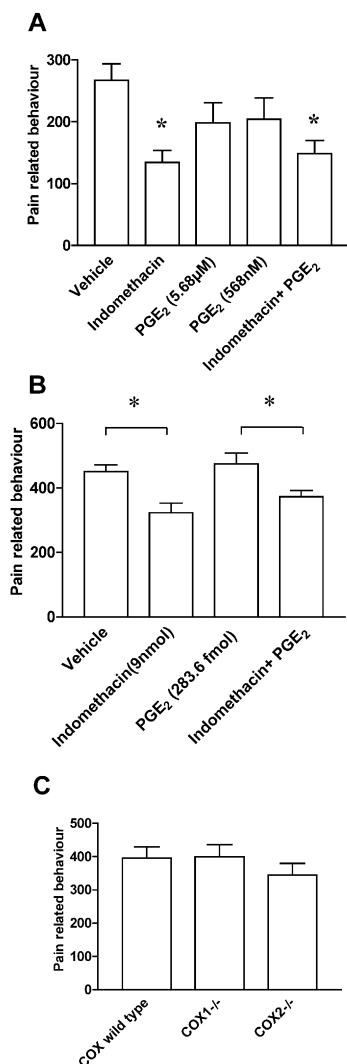 A
Pain related behaviour
300
200
100
0
*
*
Vehicle
Indomethacin
PGE₂ (5.68µM)
PGE₂ (568nM)
Indomethacin+ PGE₂
B
Pain related behaviour
600
400
200
0
*
*
Vehicle
Indomethacin(9nmol)
PGE₂ (283.6 fmol)
Indomethacin+ PGE₂
C
Pain related behaviour
500
400
300
200
100
0
COX wild type
COX1-/-
COX2-/-